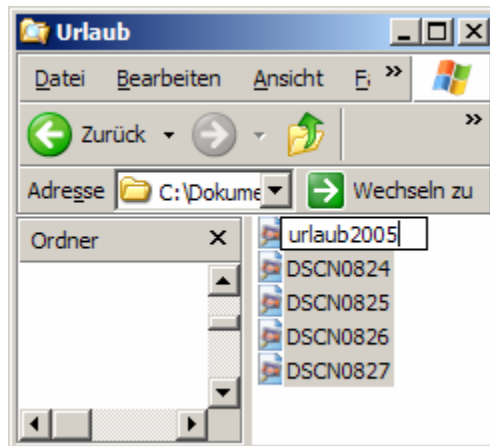 Urlaub
Datei Bearbeiten Ansicht »
Zurück »
Adresse C:\Dokume Wechseln zu
Ordner x
urlaub2005
DSCN0824
DSCN0825
DSCN0826
DSCN0827